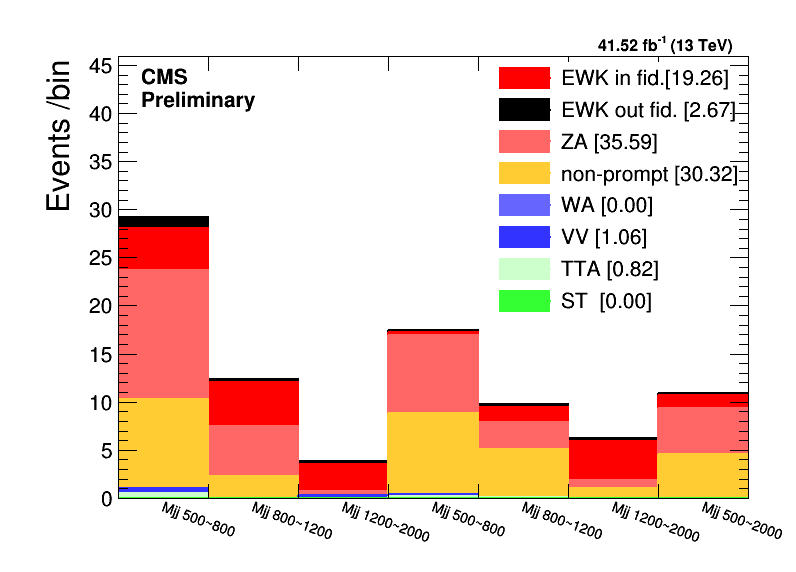 41.52 fb⁻¹ (13 TeV)
CMS
Preliminary
Events /bin
45
40
35
30
25
20
15
10
5
0
EWK in fid.[19.26]
EWK out fid. [2.67]
ZA [35.59]
non-prompt [30.32]
WA [0.00]
VV [1.06]
TTA [0.82]
ST [0.00]
Mjj 500~800
Mjj 800~1200
Mjj 1200~2000
Mjj 500~800
Mjj 800~1200
Mjj 1200~2000
Mjj 500~2000